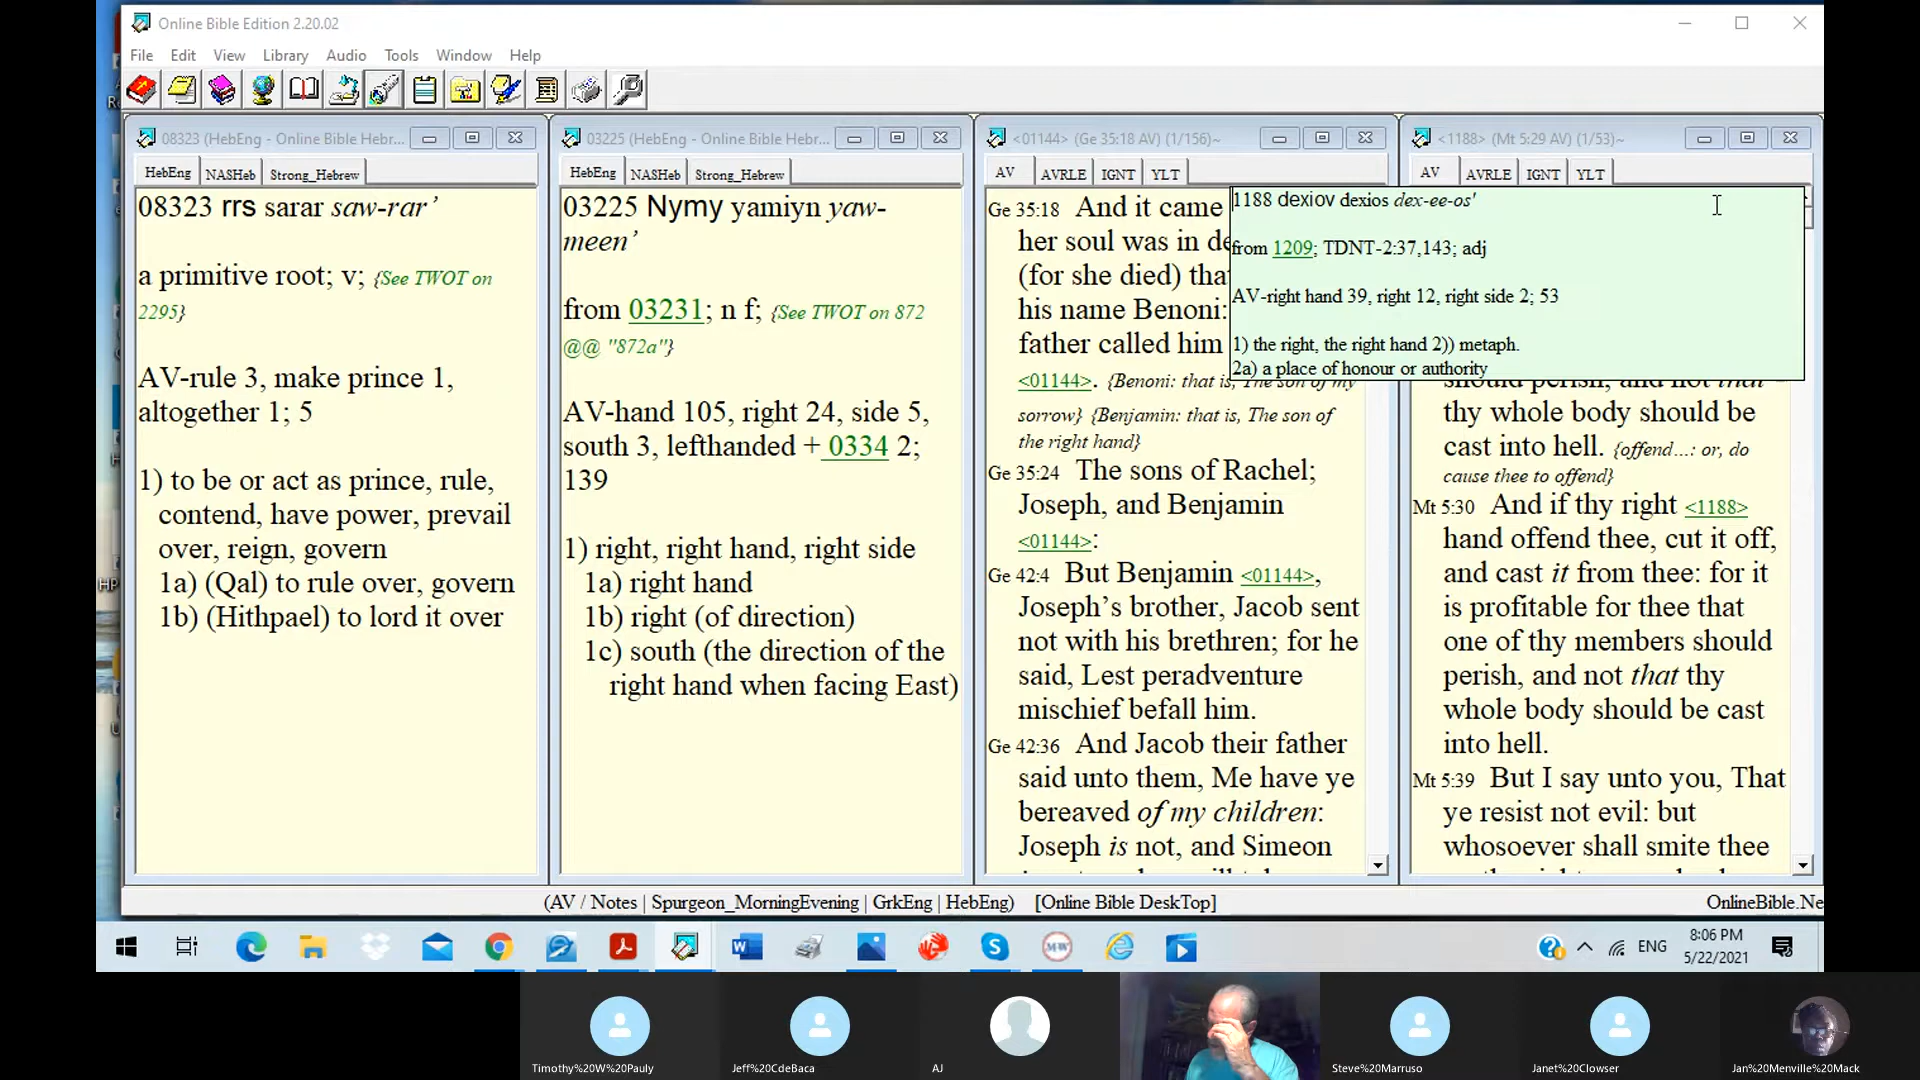 Online Bible Edition 2.20.02
File Edit View Library Audio Tools Window Help
08323 (HebEng - Online Bible Hebr...
HebEng NASHeb Strong_Hebrew
08323 rrs sarar saw-rar’
a primitive root; v; {See TWOT on
2295}
AV-rule 3, make prince 1,
altogether 1; 5
1) to be or act as prince, rule,
contend, have power, prevail
over, reign, govern
1a) (Qal) to rule over, govern
1b) (Hithpael) to lord it over
03225 (HebEng - Online Bible Hebr...
HebEng NASHeb Strong_Hebrew
03225 Nymy yamiyn yaw-
meen’
from 03231; n f; {See TWOT on 872
@@ "872a"}
AV-hand 105, right 24, side 5,
south 3, lefthanded + 0334 2;
139
1) right, right hand, right side
1a) right hand
1b) right (of direction)
1c) south (the direction of the
right hand when facing East)
<01144> (Ge 35:18 AV) (1/156)~
AV AVRLE IGNT YLT
Ge 35:18 And it came
her soul was in de
(for she died) tha
his name Benoni:
father called him
<01144>. {Benoni: that is, The son of my
sorrow} {Benjamin: that is, The son of
the right hand}
Ge 35:24 The sons of Rachel;
Joseph, and Benjamin
<01144>:
Ge 42:4 But Benjamin <01144>,
Joseph’s brother, Jacob sent
not with his brethren; for he
said, Lest peradventure
mischief befall him.
Ge 42:36 And Jacob their father
said unto them, Me have ye
bereaved of my children:
Joseph is not, and Simeon
<1188> (Mt 5:29 AV) (1/53)~
AV AVRLE IGNT YLT
1188 dexiov dexios dex-ee-os'
from 1209; TDNT-2:37,143; adj
AV-right hand 39, right 12, right side 2; 53
1) the right, the right hand 2)) metaph.
2a) a place of honour or authority
should perish, and not that
thy whole body should be
cast into hell. {offend...: or, do
cause thee to offend}
Mt 5:30 And if thy right <1188>
hand offend thee, cut it off,
and cast it from thee: for it
is profitable for thee that
one of thy members should
perish, and not that thy
whole body should be cast
into hell.
Mt 5:39 But I say unto you, That
ye resist not evil: but
whosoever shall smite thee
(AV / Notes | Spurgeon_MorningEvening | GrkEng | HebEng) [Online Bible DeskTop]
OnlineBible.Ne
HP
ENG
8:06 PM
5/22/2021
Timothy%20W%20Pauly
Jeff%20CdeBaca
AJ
Steve%20Marruso
Janet%20Clowser
Jan%20Menville%20Mack